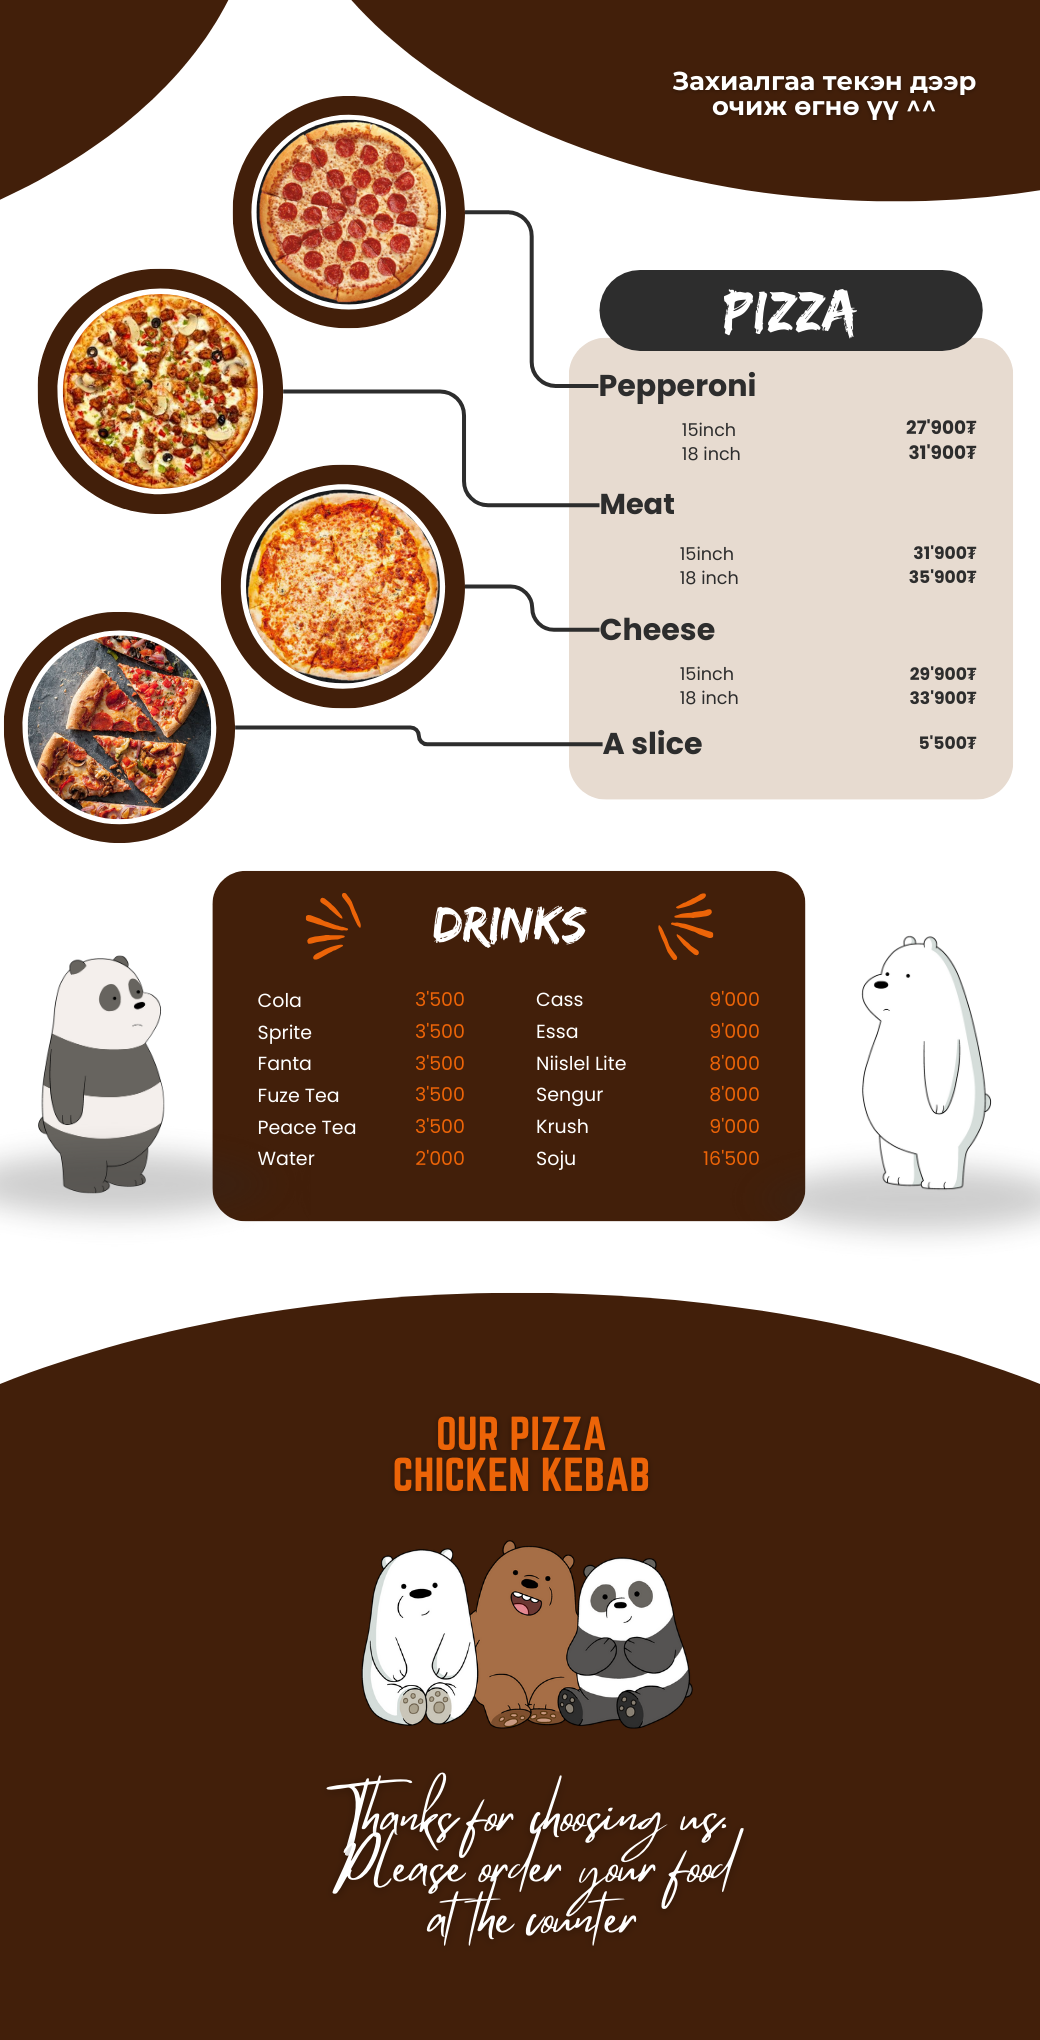 Захиалгаа текэн дээр
очиж өгнө үү ^^
PIZZA
Pepperoni
15inch 27'900₮
18 inch 31'900₮
Meat
15inch 31'900₮
18 inch 35'900₮
Cheese
15inch 29'900₮
18 inch 33'900₮
A slice 5'500₮
DRINKS
Cola 3'500
Sprite 3'500
Fanta 3'500
Fuze Tea 3'500
Peace Tea 3'500
Water 2'000
Cass 9'000
Essa 9'000
Niislel Lite 8'000
Sengur 8'000
Krush 9'000
Soju 16'500
OUR PIZZA
CHICKEN KEBAB
Thanks for choosing us.
Please order your food
at the counter